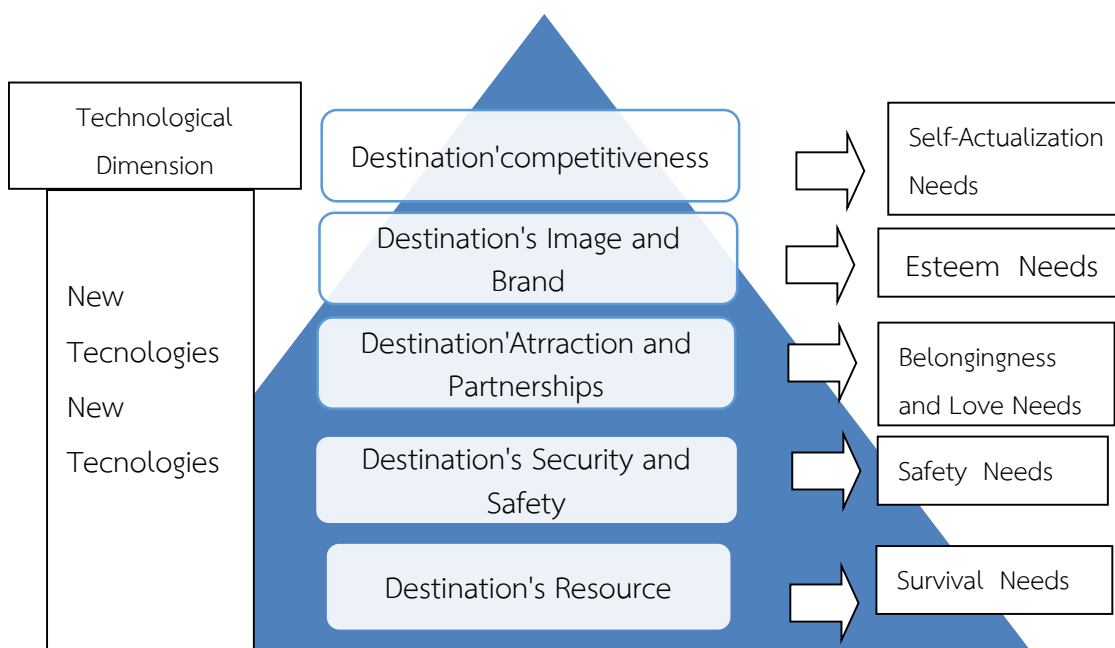 Technological
Dimension
New
Tecnologies
New
Tecnologies
Destination'competitiveness
Destination's Image and
Brand
Destination'Atrraction and
Partnerships
Destination's Security and
Safety
Destination's Resource
Self-Actualization
Needs
Esteem Needs
Belongingness
and Love Needs
Safety Needs
Survival Needs